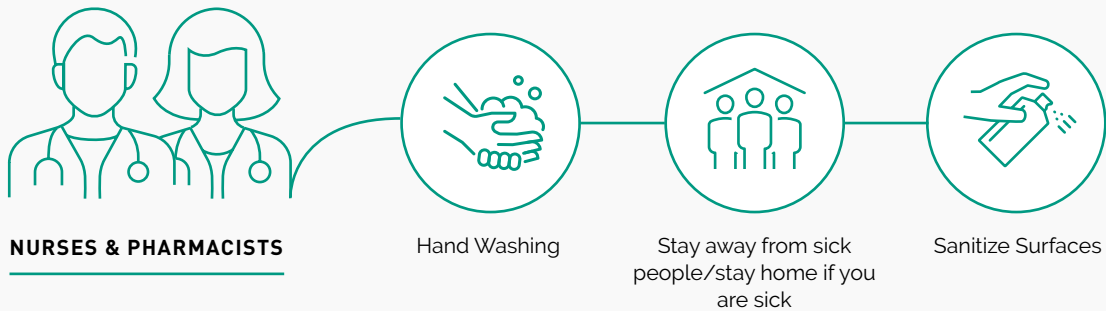 NURSES & PHARMACISTS
Hand Washing
Stay away from sick
people/stay home if you
are sick
Sanitize Surfaces